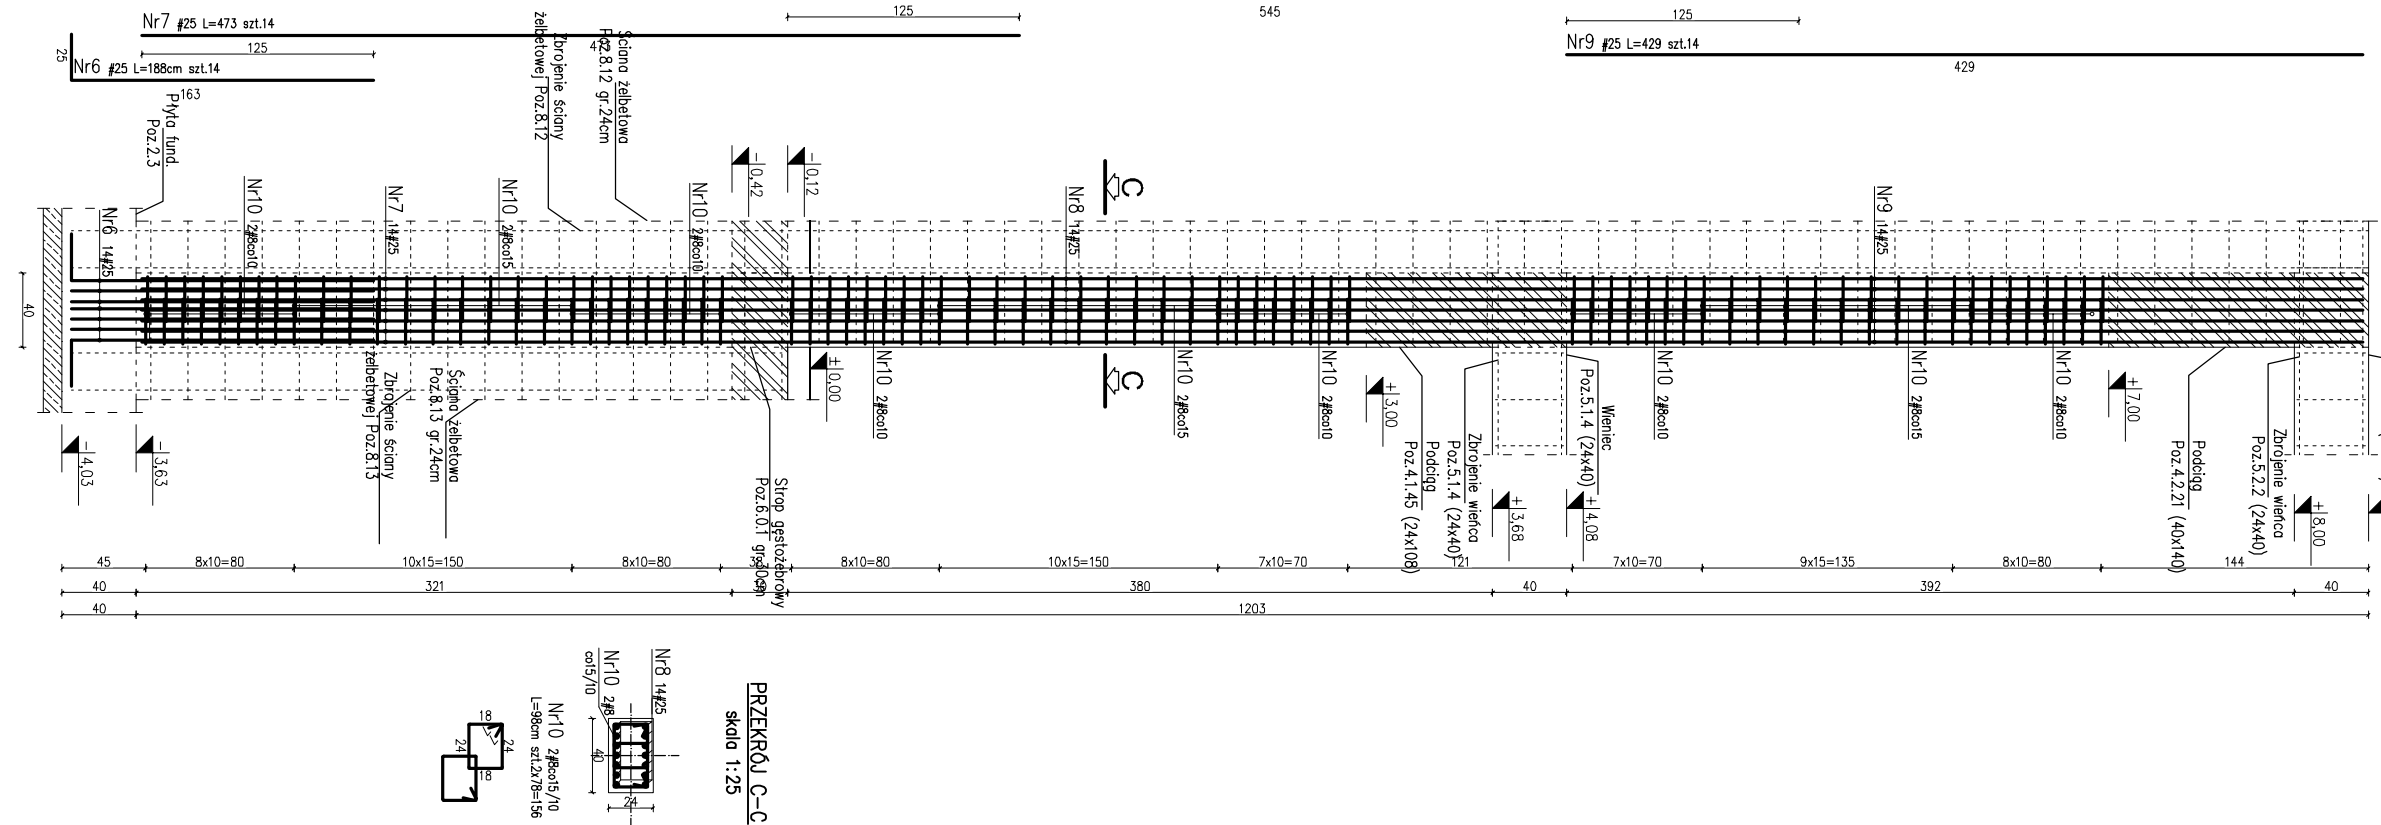 Nr7 #25 L=473 szt.14
125
545
125
Nr9 #25 L=429 szt.14
429
125
25
Nr6 #25 L=188cm szt.14
163
Płyta fund.
Poz.2.3
Zbrojenie ściany
żelbetowej Poz.8.12
Ściana żelbetowa
Poz.8.12 gr.24cm
-0,42
-0,12
C
Nr6 14#25
Nr10 2#8co10
Nr7 14#25
Nr10 2#8co15
Nr10 2#8co10
Nr8 14#25
Nr9 14#25
40
±0,00
C
Nr10 2#8co10
Nr10 2#8co15
Nr10 2#8co10
+3,00
Nr10 2#8co10
Nr10 2#8co15
Nr10 2#8co10
+7,00
Zbrojenie ściany
żelbetowej Poz.8.13
Ściana żelbetowa
Poz.8.13 gr.24cm
-4,03
-3,63
Strop gęstożebrowy
Poz.6.0.1 gr.30cm
Podciąg
Poz.4.1.45 (24x108)
Zbrojenie wieńca
Poz.5.1.4 (24x40)
Wieniec
Poz.5.1.4 (24x40)
+3,68
+4,08
Podciąg
Poz.4.2.21 (40x140)
Zbrojenie wieńca
Poz.5.2.2 (24x40)
+8,00
45
8x10=80
10x15=150
8x10=80
8x10=80
10x15=150
7x10=70
121
7x10=70
9x15=135
8x10=80
144
40
321
380
40
392
40
40
1203
PRZEKRÓJ C-C
skala 1:25
Nr8 14#25
Nr10 2#8
co15/10
40
24
Nr10 2#8co15/10
L=98cm szt.2x78=156
18
24
24
18